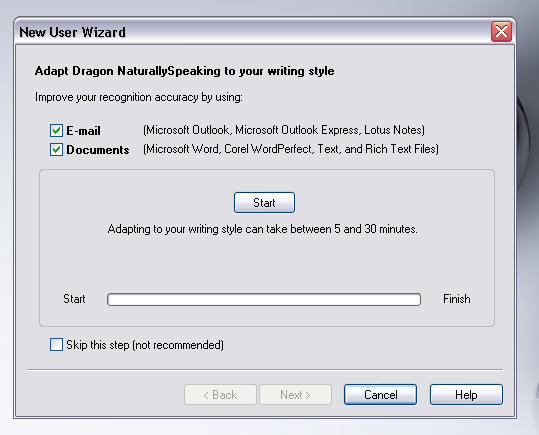 New User Wizard
Adapt Dragon NaturallySpeaking to your writing style
Improve your recognition accuracy by using:
E-mail (Microsoft Outlook, Microsoft Outlook Express, Lotus Notes)
Documents (Microsoft Word, Corel WordPerfect, Text, and Rich Text Files)
Start
Adapting to your writing style can take between 5 and 30 minutes.
Start Finish
Skip this step (not recommended)
< Back Next > Cancel Help